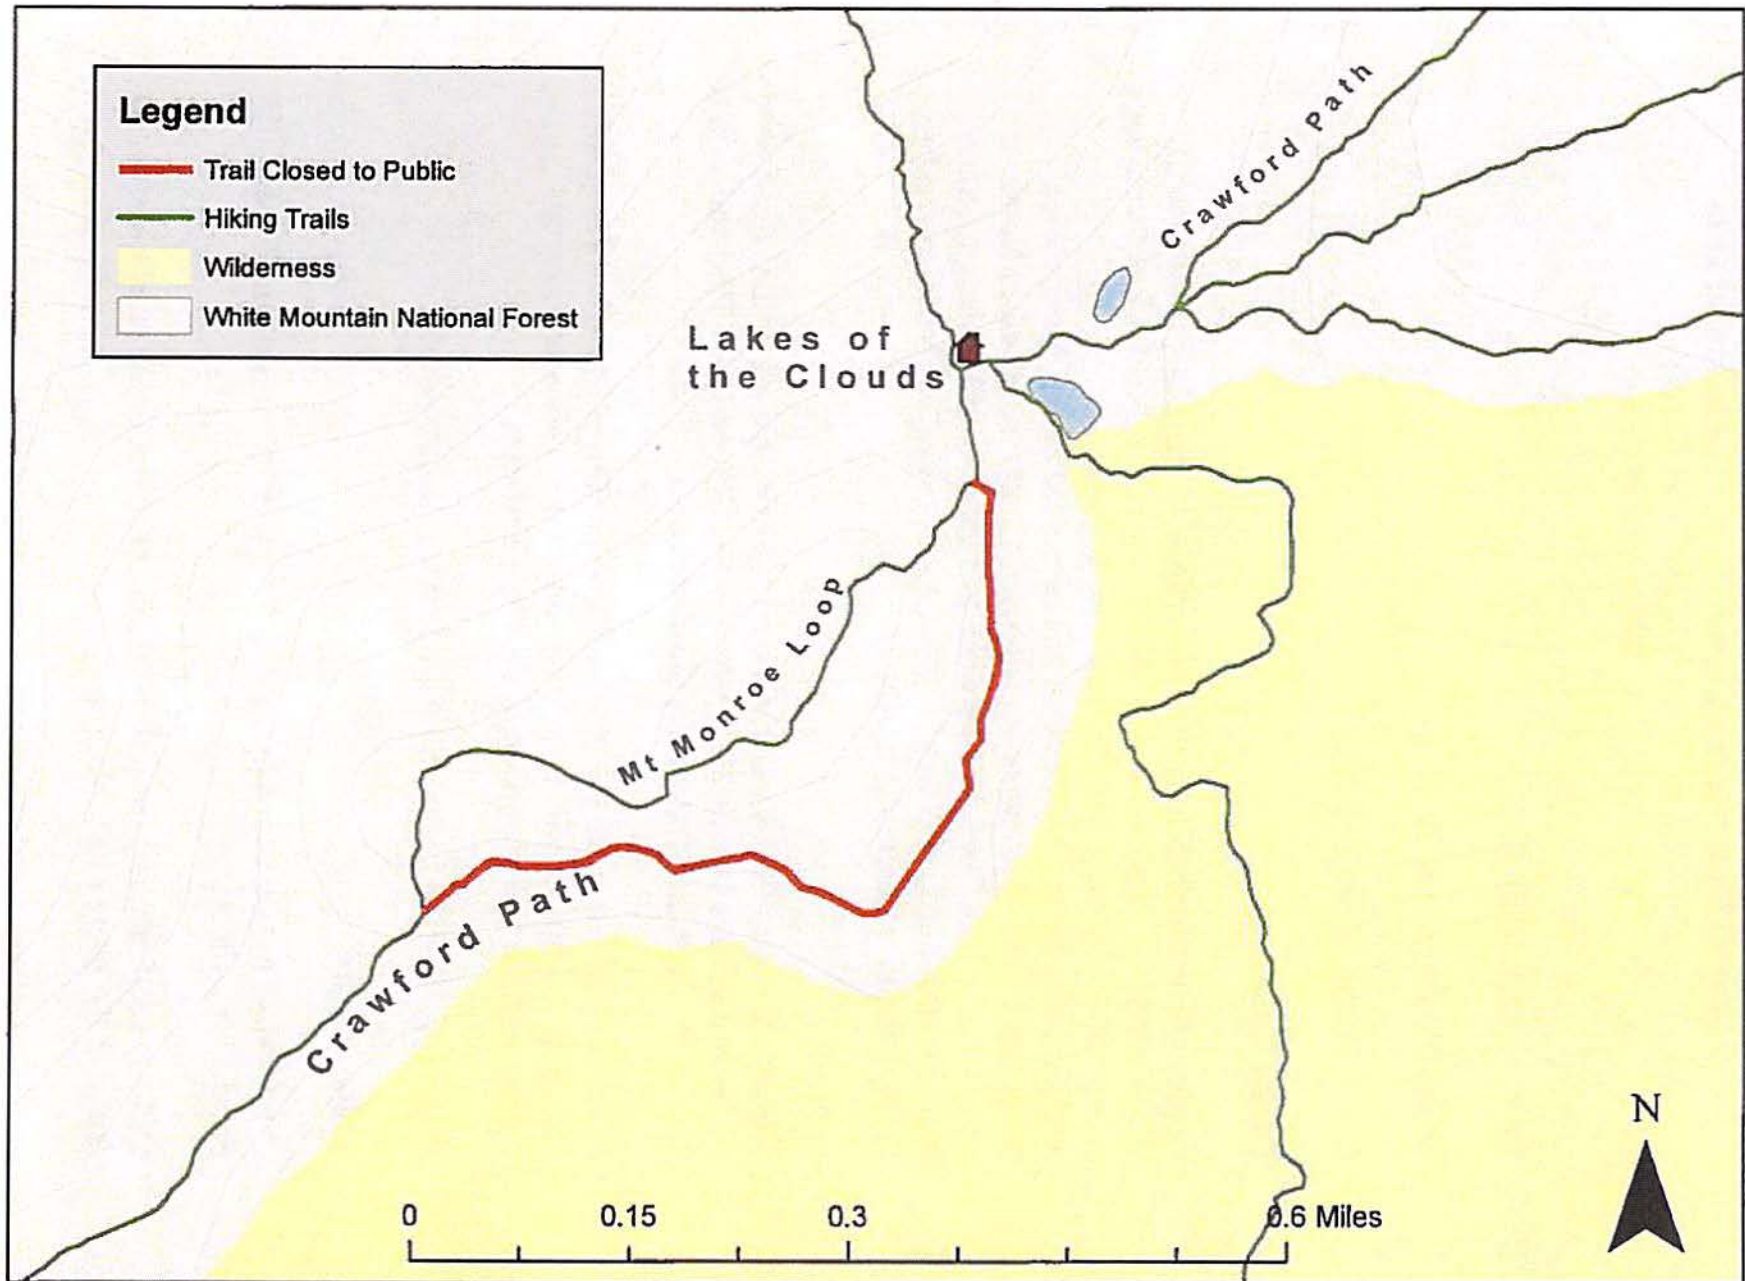 Legend
Trail Closed to Public
Hiking Trails
Wilderness
White Mountain National Forest
Crawford Path
Lakes of
the Clouds
Mt Monroe Loop
Crawford Path
N
0 0.15 0.3 0.6 Miles